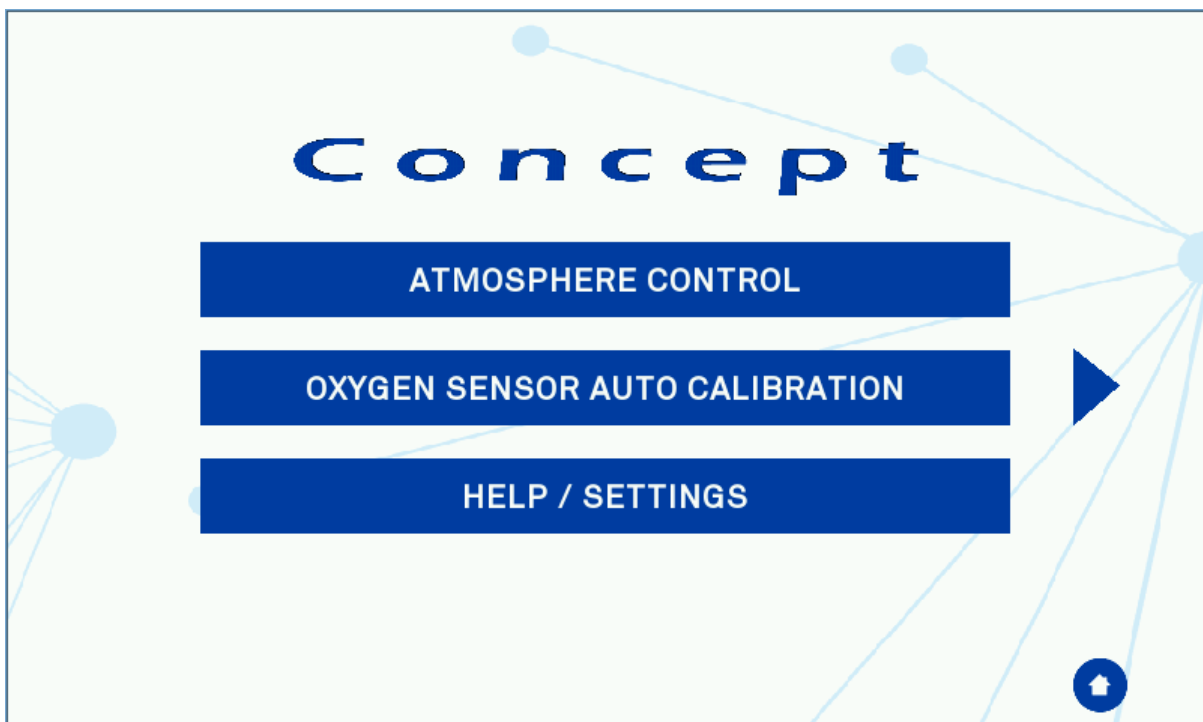 Concept
ATMOSPHERE CONTROL
OXYGEN SENSOR AUTO CALIBRATION
HELP / SETTINGS